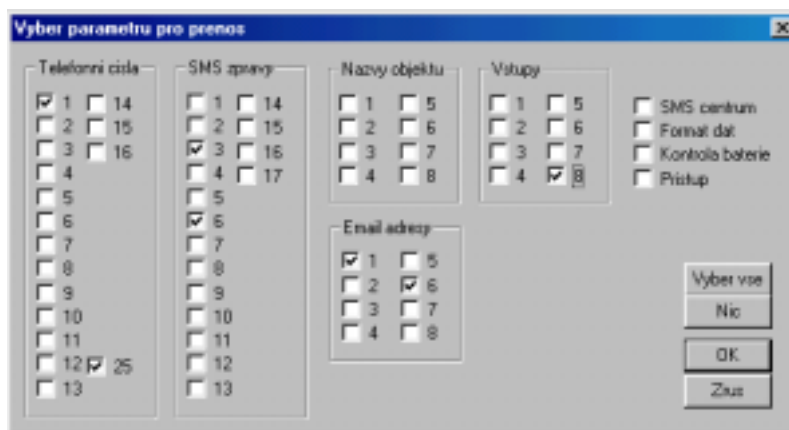 Vyber parametru pro prenos
Telefonni cisla
1 14
2 15
3 16
4
5
6
7
8
9
10
11
12 25
13
SMS zpravy
1 14
2 15
3 16
4 17
5
6
7
8
9
10
11
12
13
Nazvy objektu
1 5
2 6
3 7
4 8
Vstupy
1 5
2 6
3 7
4 8
Email adresy
1 5
2 6
3 7
4 8
SMS centrum
Format dat
Kontrola baterie
Pristup
Vyber vse
Nic
OK
Zrus